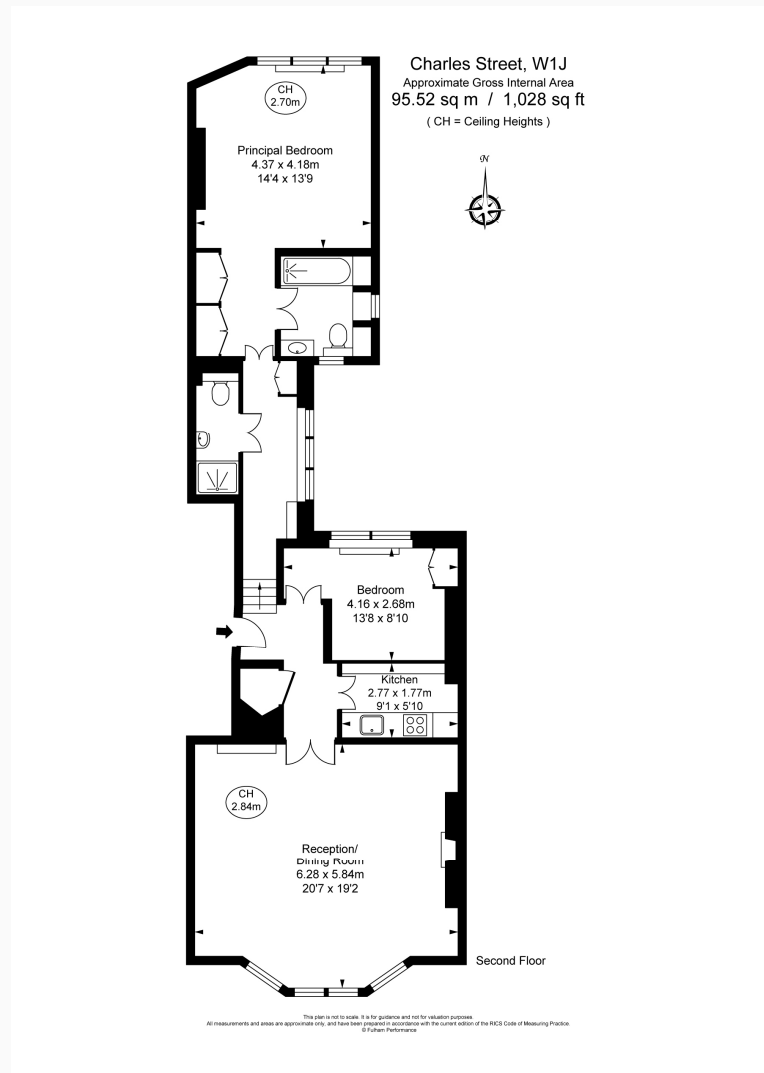 Charles Street, W1J
Approximate Gross Internal Area
95.52 sq m / 1,028 sq ft
( CH = Ceiling Heights )
N
CH
2.70m
Principal Bedroom
4.37 x 4.18m
14'4 x 13'9
Bedroom
4.16 x 2.68m
13'8 x 8'10
Kitchen
2.77 x 1.77m
9'1 x 5'10
CH
2.84m
Reception/
Dining Room
6.28 x 5.84m
20'7 x 19'2
Second Floor
This plan is not to scale. It is for guidance and not for valuation purposes.
All measurements and areas are approximate only, and have been prepared in accordance with the current edition of the RICS Code of Measuring Practice.
© Fulham Performance